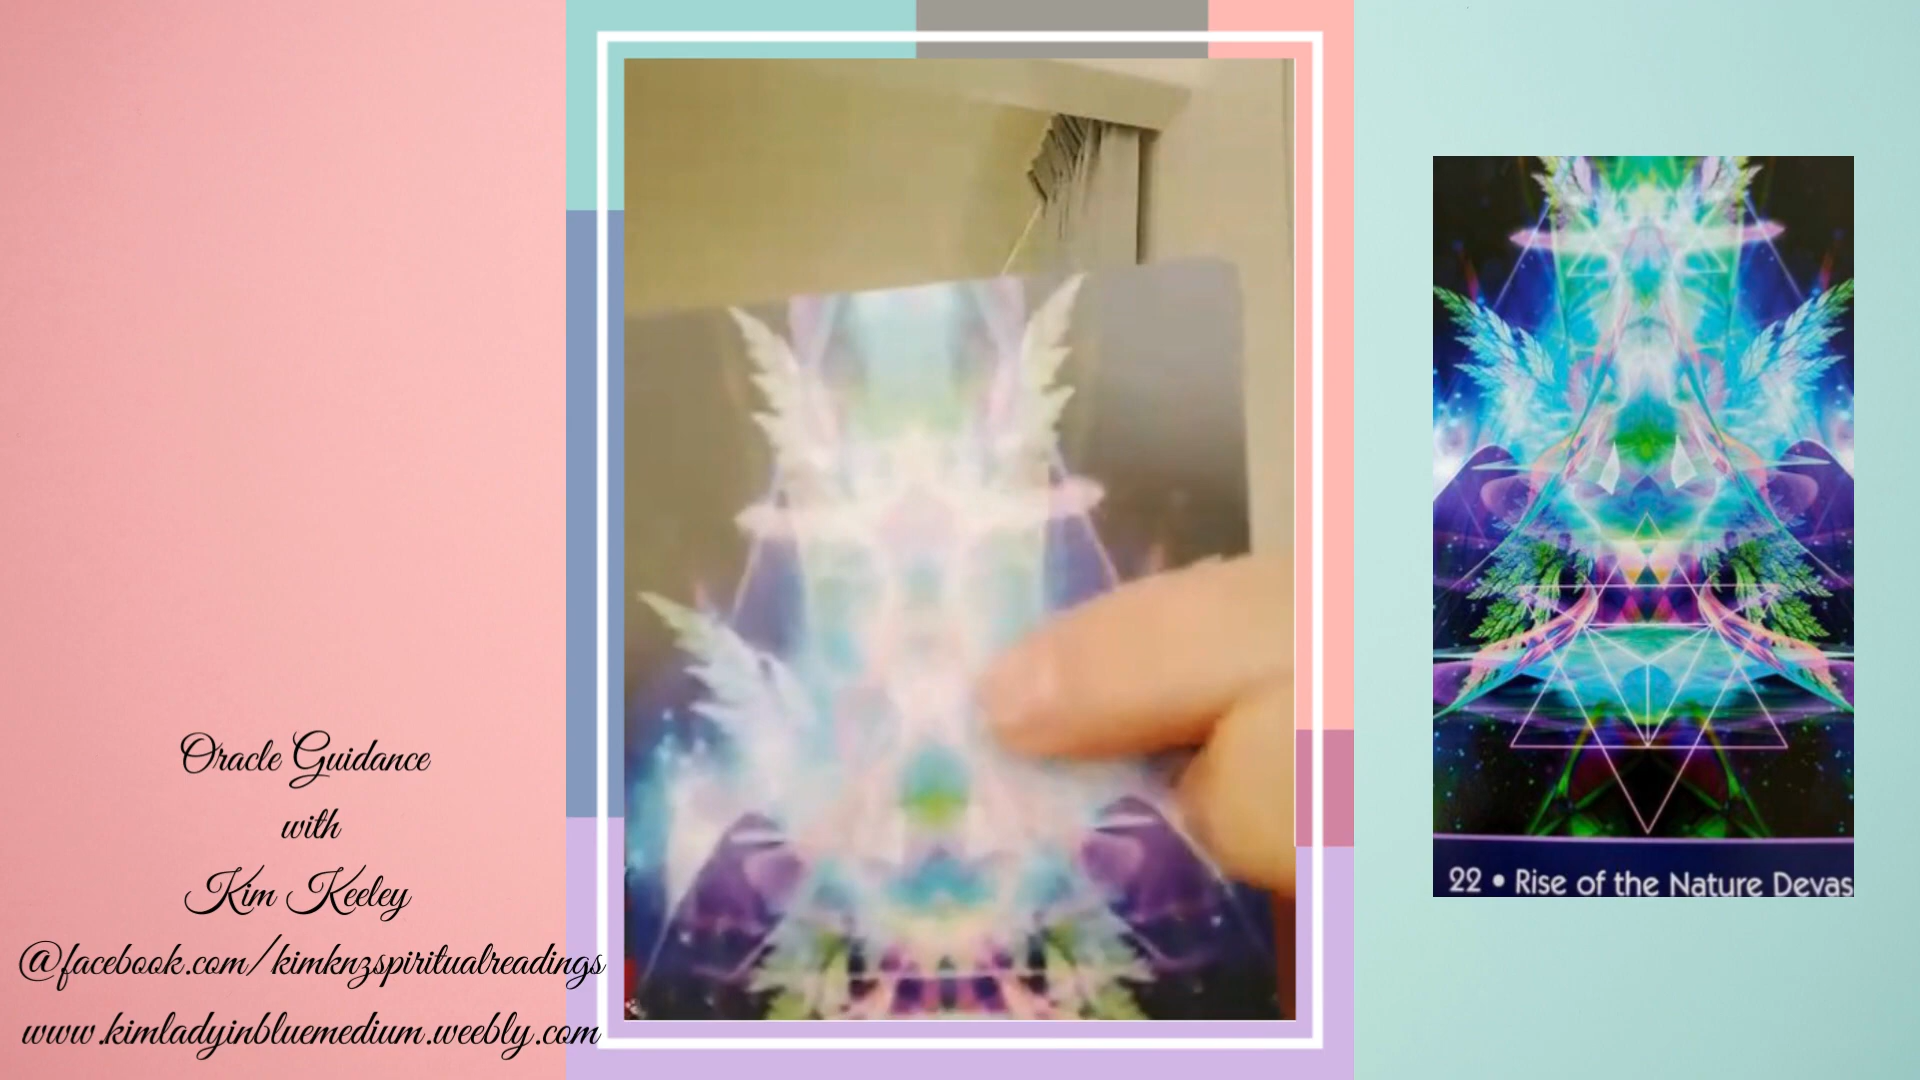 Oracle Guidance
with
Kim Keeley
@facebook.com/kimknzspiritualreadings
www.kimladyinbluemedium.weebly.com
22 • Rise of the Nature Devas